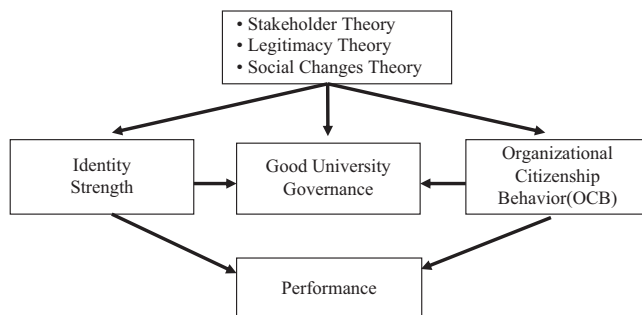 • Stakeholder Theory
• Legitimacy Theory
• Social Changes Theory
Identity
Strength
Good University
Governance
Organizational
Citizenship
Behavior(OCB)
Performance